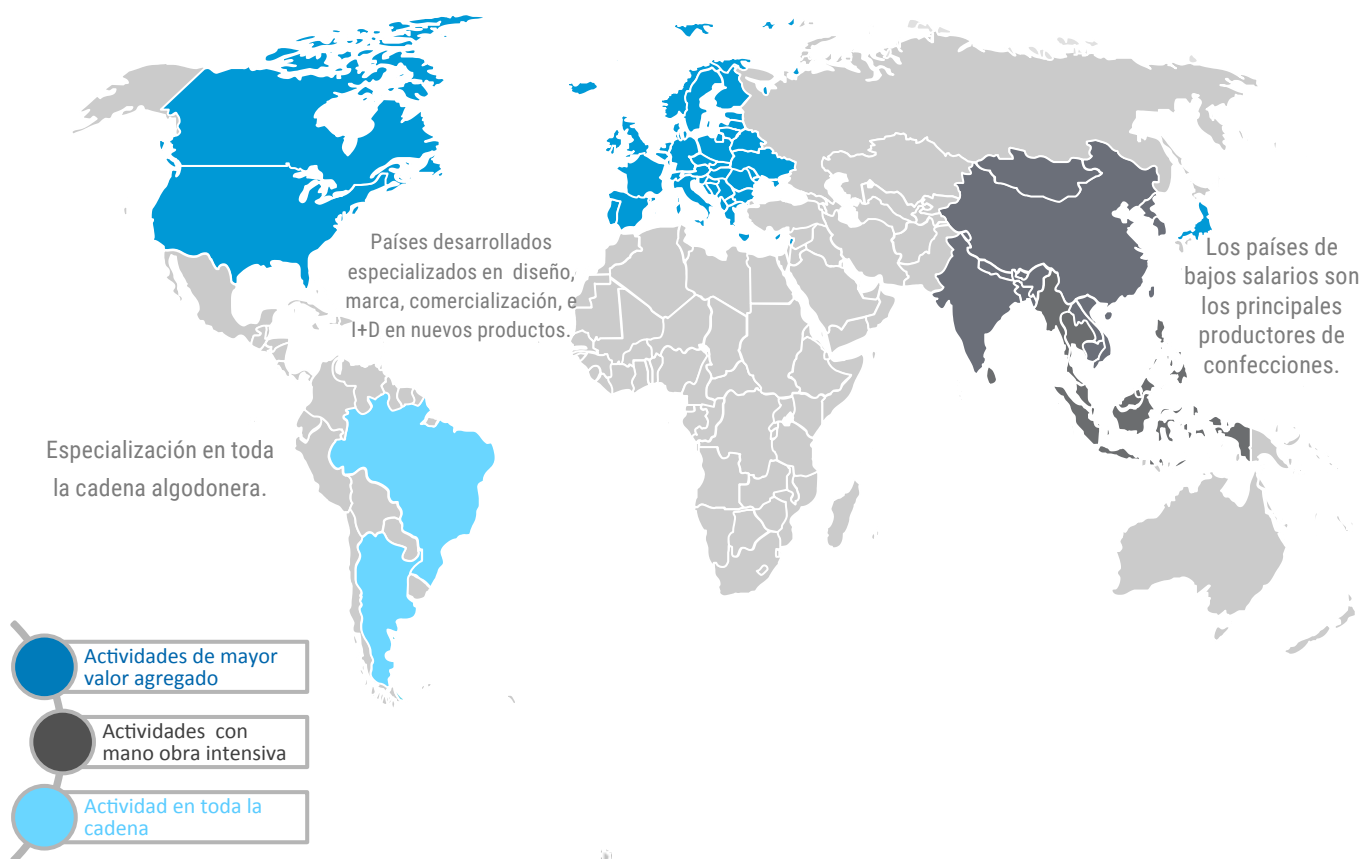 Países desarrollados
especializados en diseño,
marca, comercialización, e
I+D en nuevos productos.
Los países de
bajos salarios son
los principales
productores de
confecciones.
Especialización en toda
la cadena algodonera.
Actividades de mayor
valor agregado
Actividades con
mano obra intensiva
Actividad en toda la
cadena